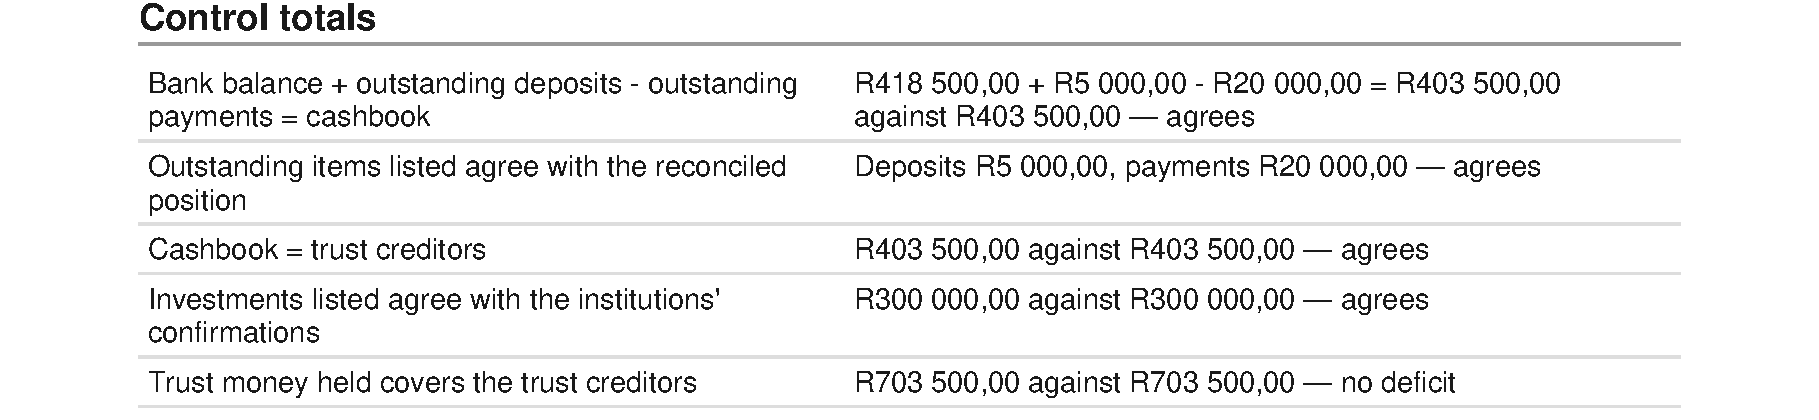 Control totals
Bank balance + outstanding deposits - outstanding
payments = cashbook
R418 500,00 + R5 000,00 - R20 000,00 = R403 500,00
against R403 500,00 — agrees
Outstanding items listed agree with the reconciled
position
Deposits R5 000,00, payments R20 000,00 — agrees
Cashbook = trust creditors
R403 500,00 against R403 500,00 — agrees
Investments listed agree with the institutions'
confirmations
R300 000,00 against R300 000,00 — agrees
Trust money held covers the trust creditors
R703 500,00 against R703 500,00 — no deficit